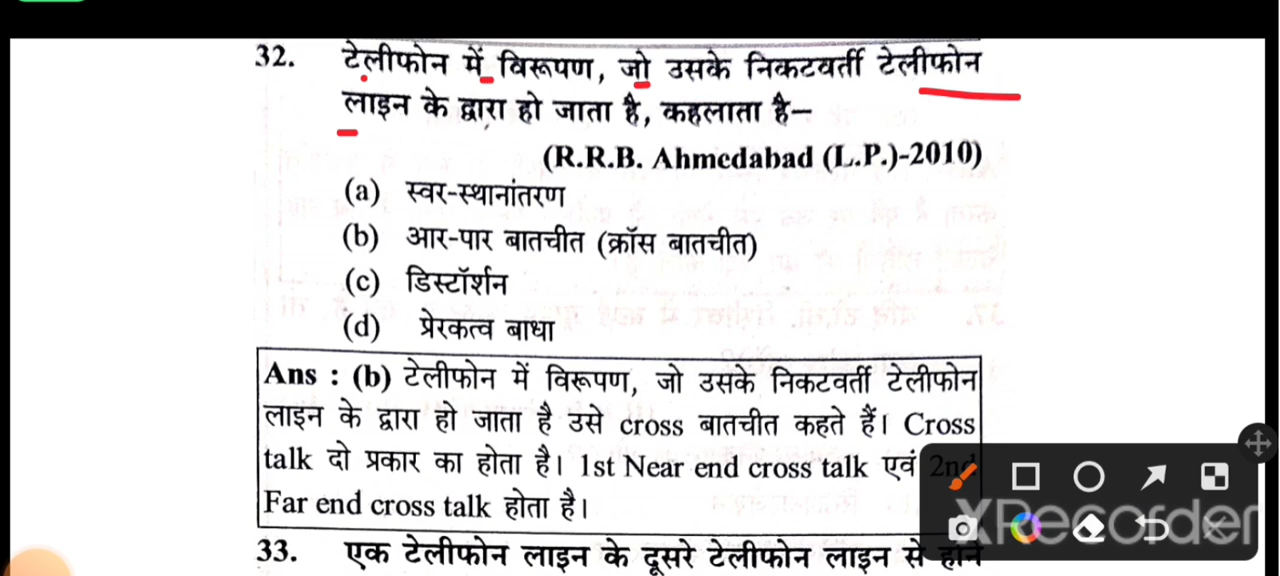 32. टेलीफोन में विरूपण, जो उसके निकटवर्ती टेलीफोन
लाइन के द्वारा हो जाता है, कहलाता है–
(R.R.B. Ahmedabad (L.P.)-2010)
(a) स्वर-स्थानांतरण
(b) आर-पार बातचीत (क्रॉस बातचीत)
(c) डिस्टॉर्शन
(d) प्रेरकत्व बाधा
Ans : (b) टेलीफोन में विरूपण, जो उसके निकटवर्ती टेलीफोन
लाइन के द्वारा हो जाता है उसे cross बातचीत कहते हैं। Cross
talk दो प्रकार का होता है। 1st Near end cross talk एवं 2nd
Far end cross talk होता है।
XRecorder
33. एक टेलीफोन लाइन के दूसरे टेलीफोन लाइन से होने